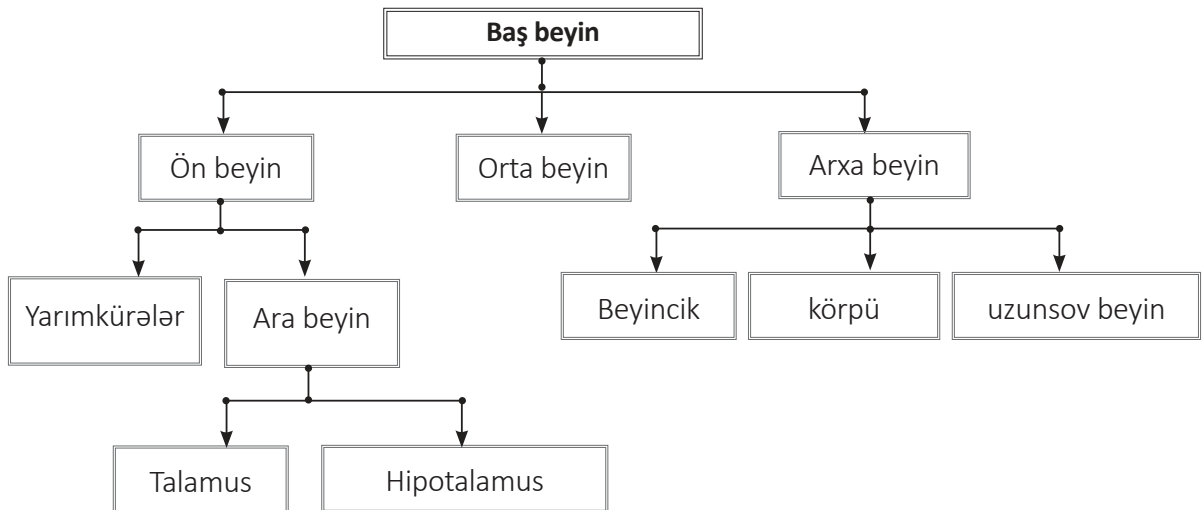 Baş beyin
Ön beyin
Orta beyin
Arxa beyin
Yarımkürələr
Ara beyin
Beyincik
körpü
uzunsov beyin
Talamus
Hipotalamus